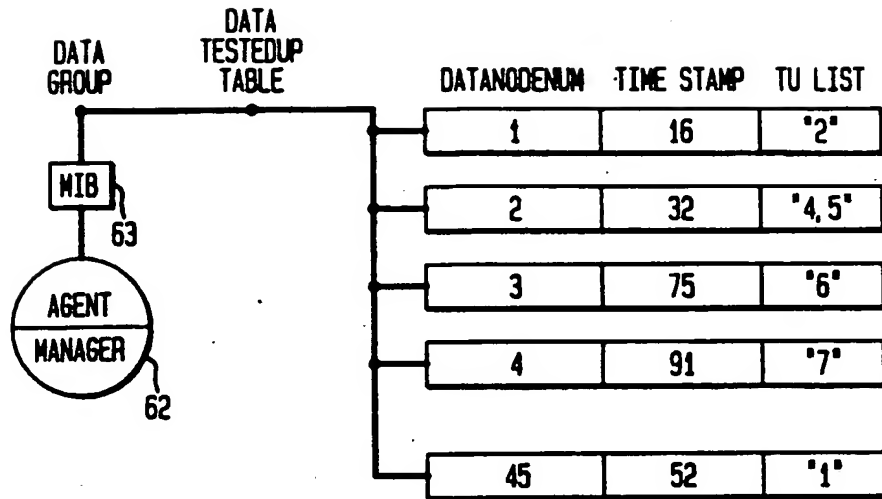 DATA
GROUP
DATA
TESTEDUP
TABLE
DATANODENUM TIME STAMP TU LIST
1 16 "2"
2 32 "4,5"
3 75 "6"
4 91 "7"
45 52 "1"
MIB
63
AGENT
MANAGER
62